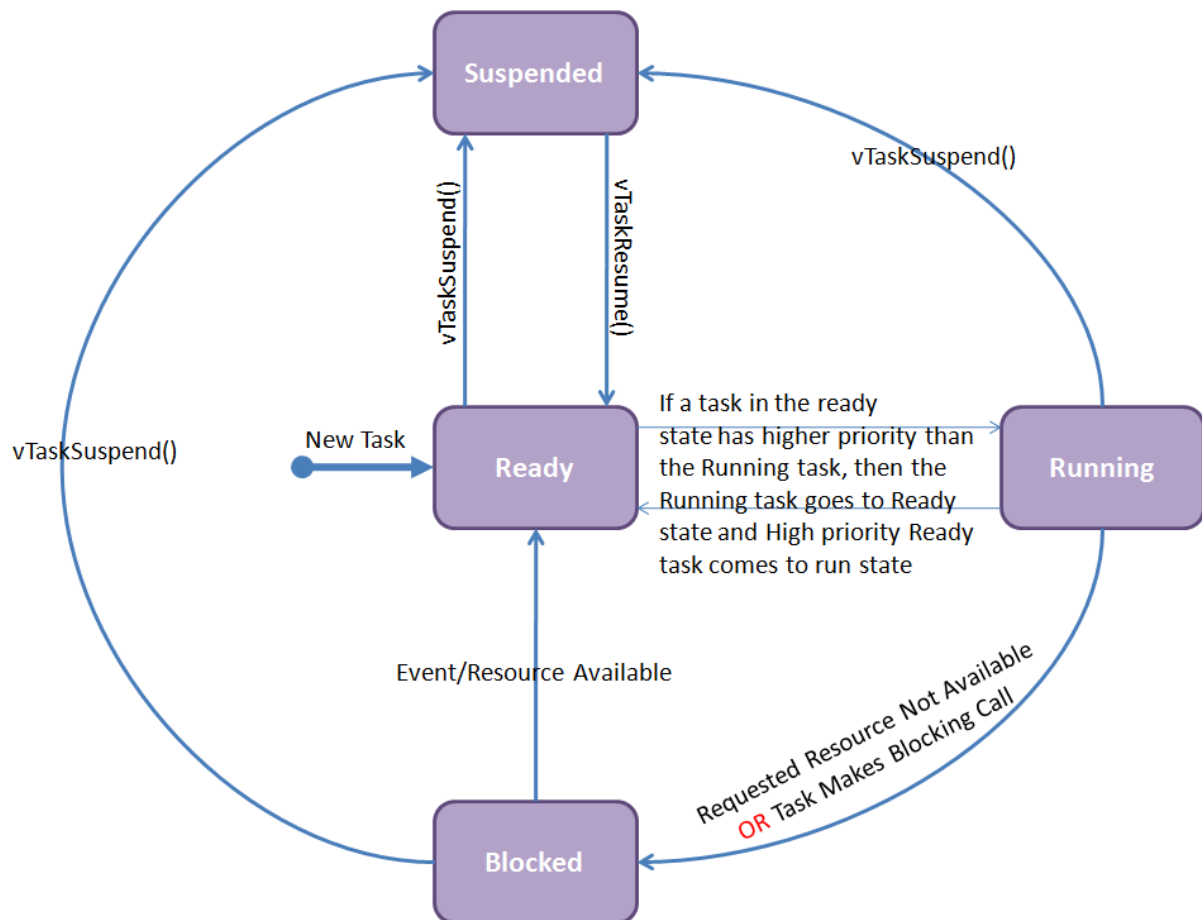 Suspended
vTaskSuspend()
vTaskSuspend()
vTaskResume()
vTaskSuspend()
New Task
Ready
If a task in the ready
state has higher priority than
the Running task, then the
Running task goes to Ready
state and High priority Ready
task comes to run state
Running
Event/Resource Available
Requested Resource Not Available
OR Task Makes Blocking Call
Blocked